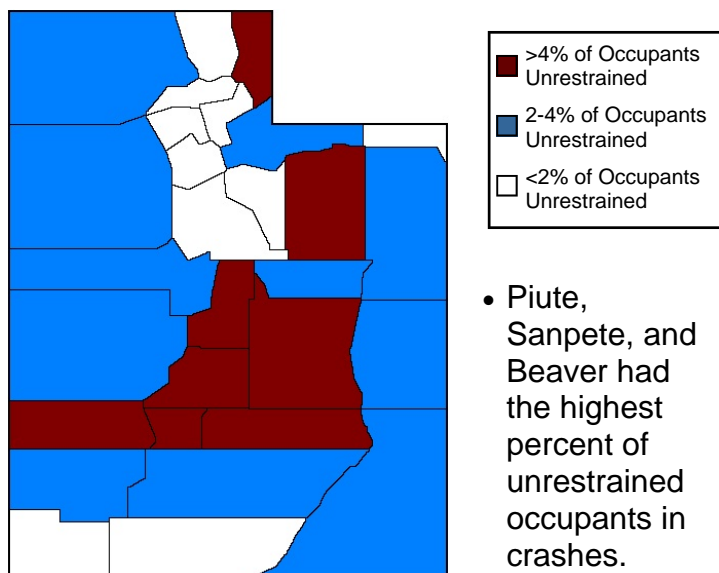 >4% of Occupants
Unrestrained
2-4% of Occupants
Unrestrained
<2% of Occupants
Unrestrained
• Piute,
Sanpete, and
Beaver had
the highest
percent of
unrestrained
occupants in
crashes.